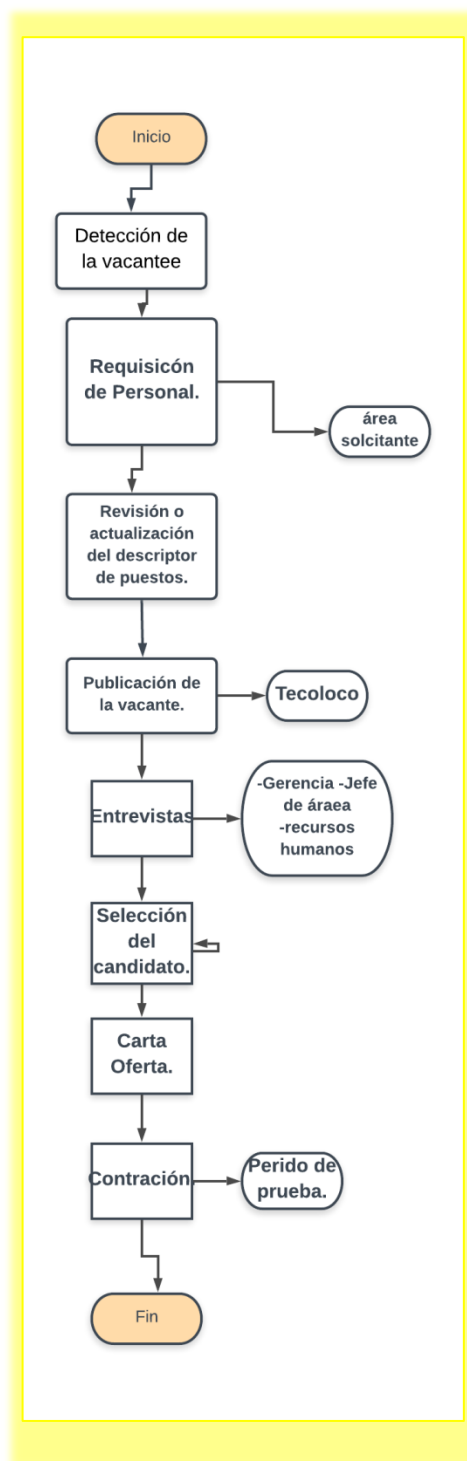 Inicio
Detección de
la vacantee
Requisicón
de Personal.
área
solcitante
Revisión o
actualización
del descriptor
de puestos.
Publicación de
la vacante.
Tecoloco
Entrevistas
-Gerencia -Jefe
de áraea
-recursos
humanos
Selección
del
candidato.
Carta
Oferta.
Contración.
Perido de
prueba.
Fin